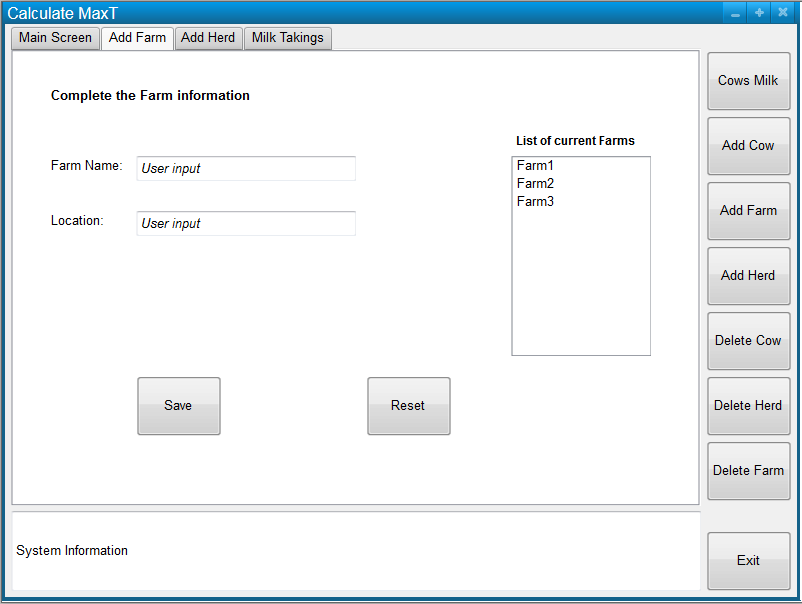 Calculate MaxT
Main Screen
Add Farm
Add Herd
Milk Takings
Complete the Farm information
Farm Name:
User input
Location:
User input
List of current Farms
Farm1
Farm2
Farm3
Save
Reset
Cows Milk
Add Cow
Add Farm
Add Herd
Delete Cow
Delete Herd
Delete Farm
System Information
Exit